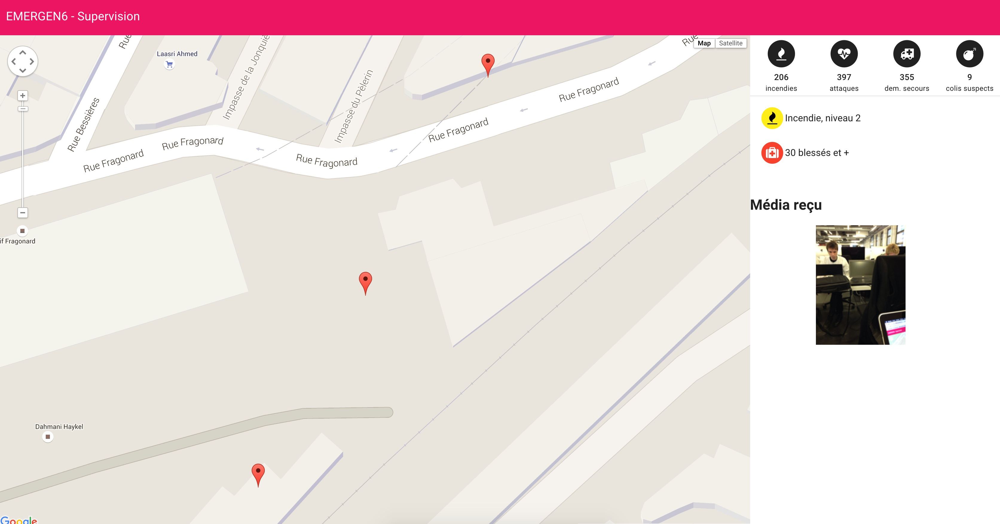 EMERGEN6 - Supervision
Rue
Laasri Ahmed
Impasse de la Jonquiè
Rue
Map
Satellite
Impasse du Pèlerin
Rue Fragonard
Rue Bessières
Rue Fragonard
Rue Fragonard
Rue Fragonard
Rue Fragonard
if Fragonard
Dahmani Haykel
Google
206
incendies
397
attaques
355
dem. secours
9
colis suspects
Incendie, niveau 2
30 blessés et +
Média reçu